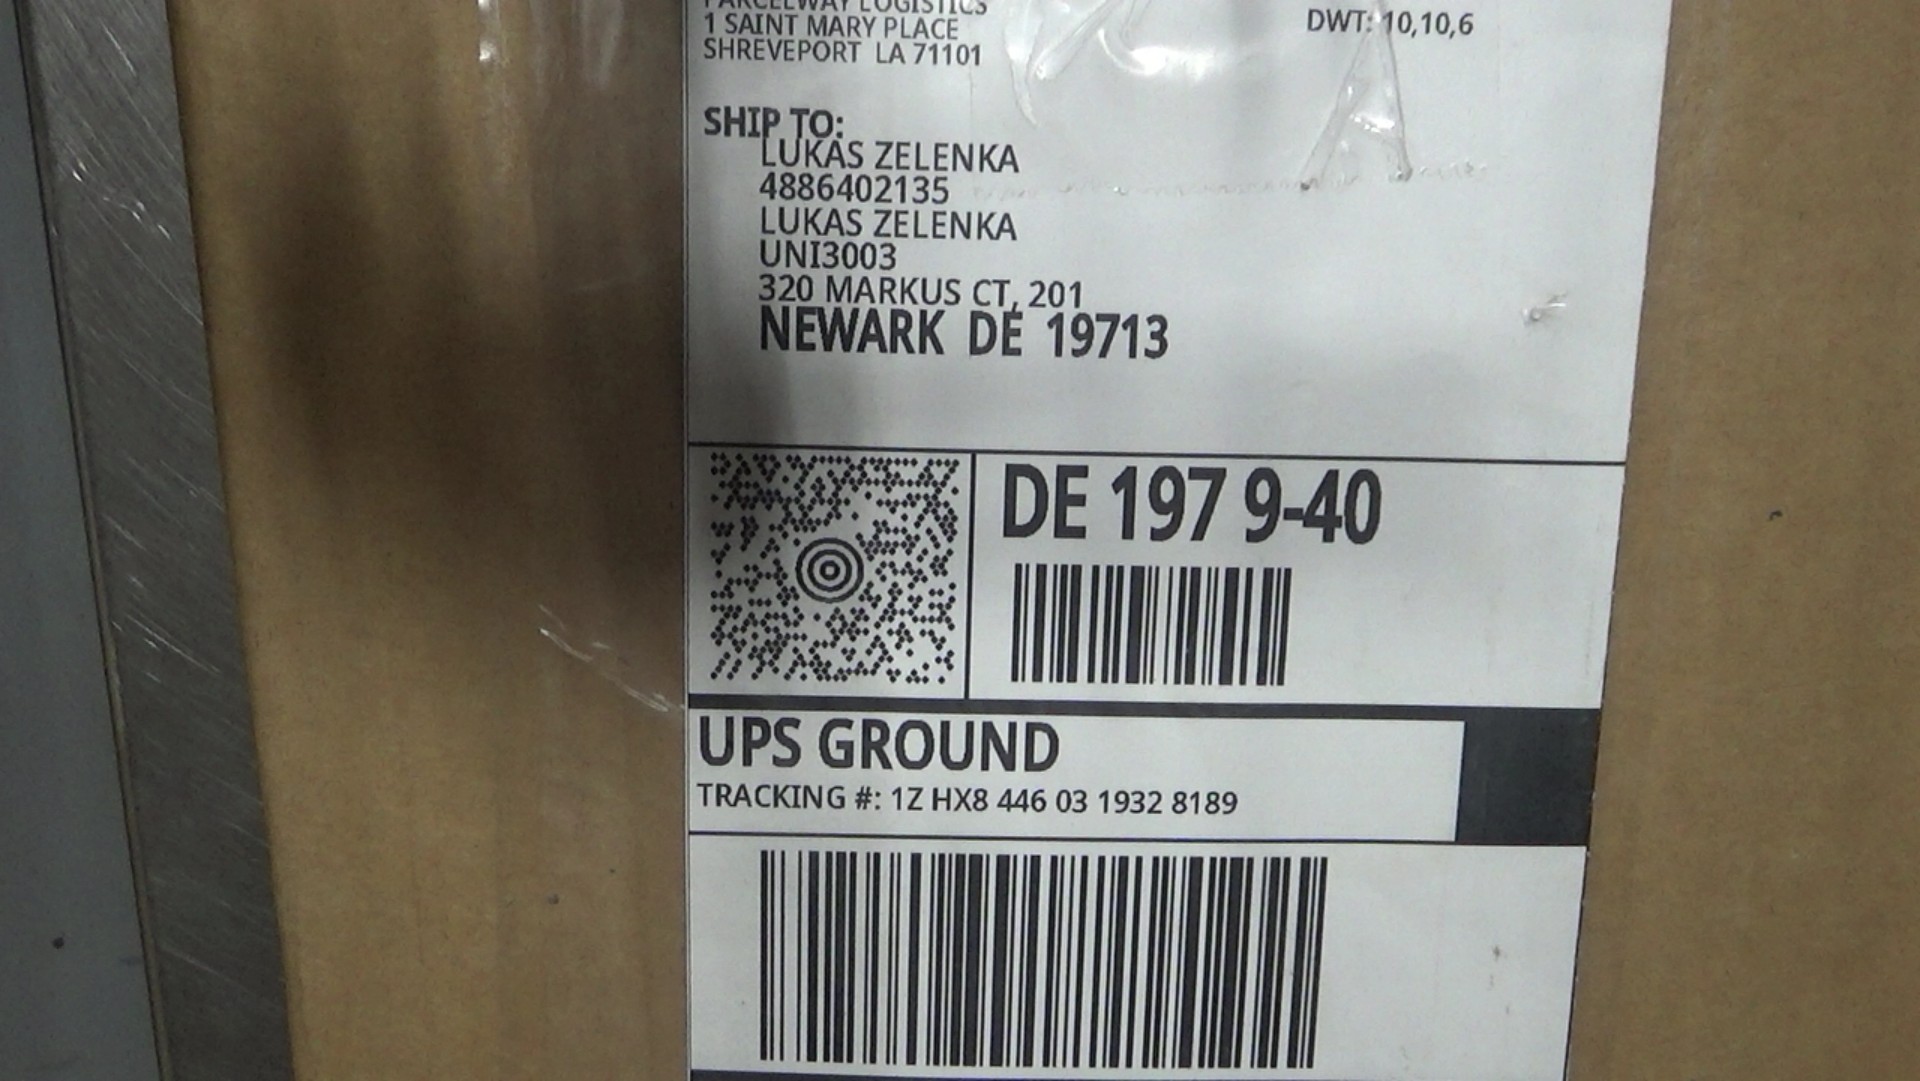 PARCELWAY LOGISTICS
1 SAINT MARY PLACE
SHREVEPORT LA 71101
DWT: 10,10,6
SHIP TO:
LUKAS ZELENKA
4886402135
LUKAS ZELENKA
UNI3003
320 MARKUS CT, 201
NEWARK DE 19713
DE 197 9-40
UPS GROUND
TRACKING #: 1Z HX8 446 03 1932 8189